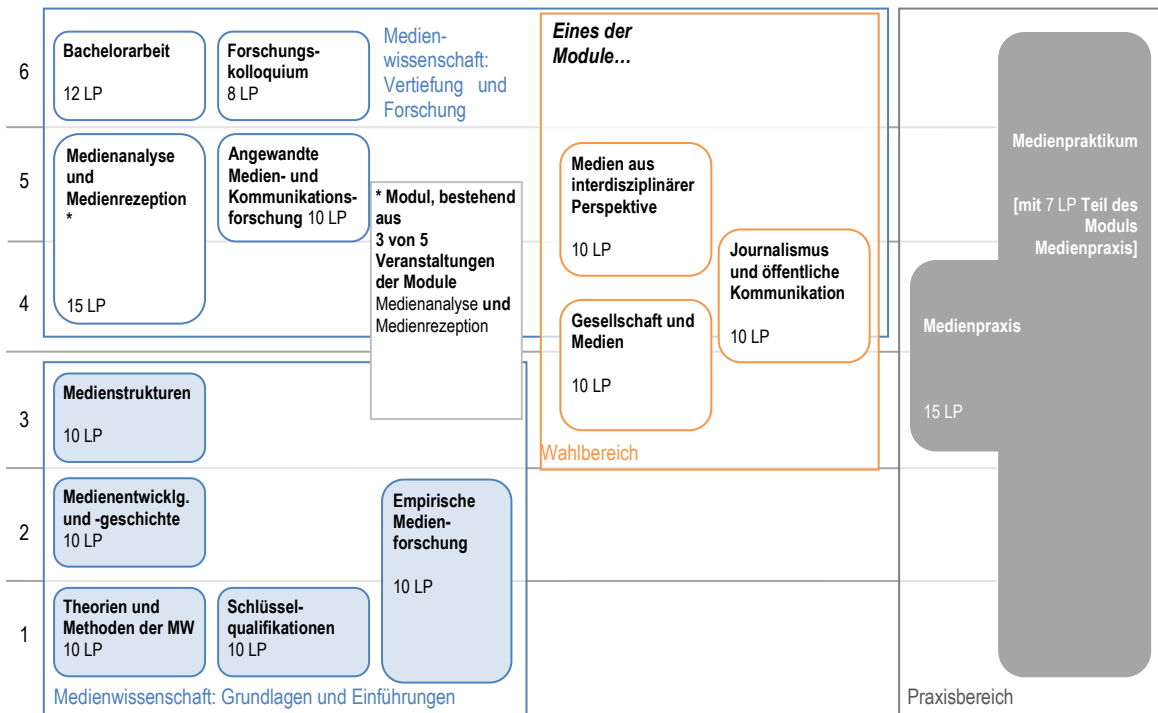 6
Bachelorarbeit
12 LP
Forschungs-
kolloquium
8 LP
Medien-
wissenschaft:
Vertiefung und
Forschung
Eines der
Module...
5
Medienanalyse
und
Medienrezeption
*
15 LP
Angewandte
Medien- und
Kommunikations-
forschung 10 LP
* Modul, bestehend
aus
3 von 5
Veranstaltungen
der Module
Medienanalyse und
Medienrezeption
Medien aus
interdisziplinärer
Perspektive
10 LP
Journalismus
und öffentliche
Kommunikation
10 LP
4
Gesellschaft und
Medien
10 LP
Wahlbereich
Medienpraktikum
[mit 7 LP Teil des
Moduls
Medienpraxis]
Medienpraxis
15 LP
3
Medienstrukturen
10 LP
2
Medienentwicklg.
und -geschichte
10 LP
Empirische
Medien-
forschung
10 LP
1
Theorien und
Methoden der MW
10 LP
Schlüssel-
qualifikationen
10 LP
Medienwissenschaft: Grundlagen und Einführungen
Praxisbereich